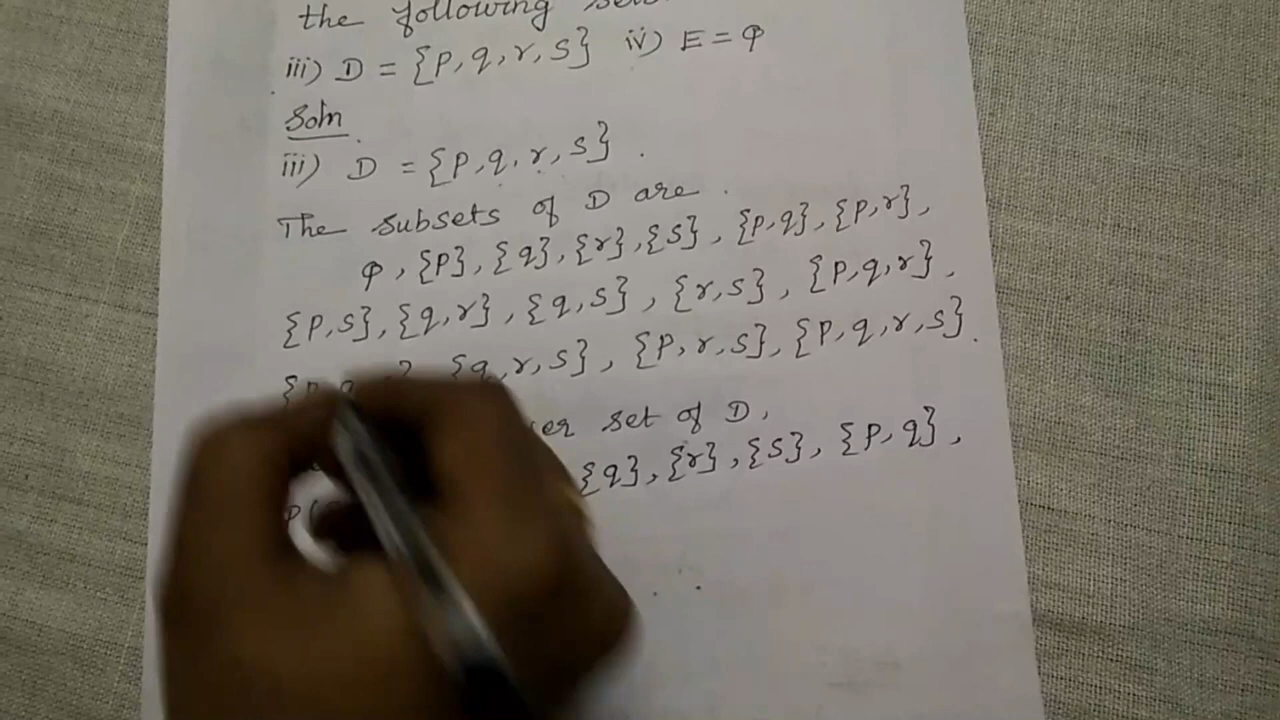 the following
iii) D = {p, q, r, s} iv) E = φ
Soln
iii) D = {p, q, r, s}.
The subsets of D are.
φ, {p}, {q}, {r}, {s}, {p,q}, {p,r},
{p,s}, {q,r}, {q,s}, {r,s}, {p,q,r},
{q,r,s}, {p,r,s}, {p,q,r,s}.
set of D,
{q}, {r}, {s}, {p,q},